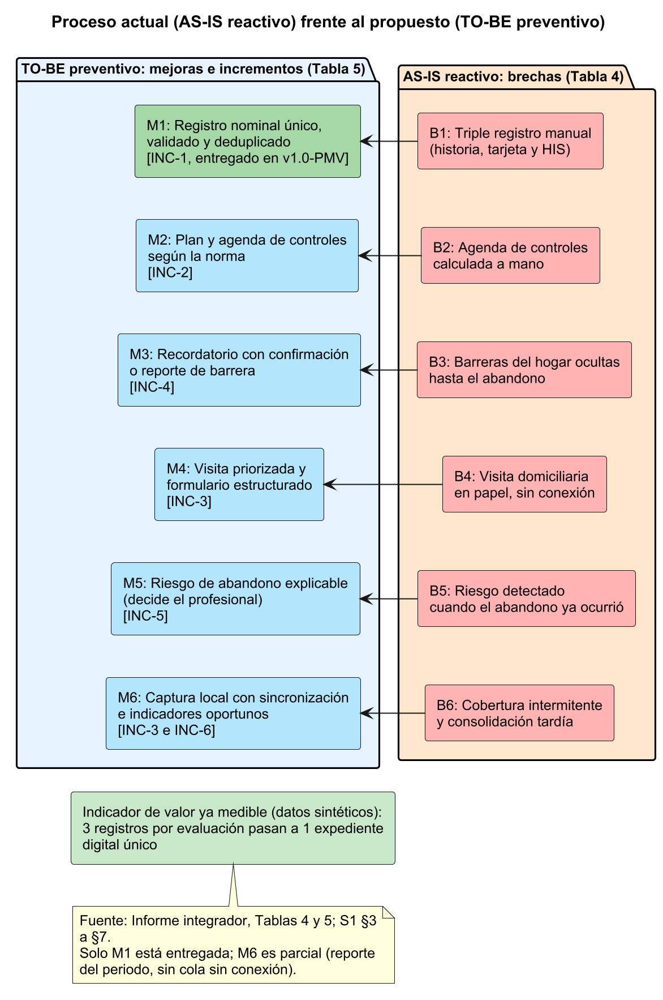 Proceso actual (AS-IS reactivo) frente al propuesto (TO-BE preventivo)
TO-BE preventivo: mejoras e incrementos (Tabla 5)
M1: Registro nominal único,
validado y deduplicado
[INC-1, entregado en v1.0-PMV]
M2: Plan y agenda de controles
según la norma
[INC-2]
M3: Recordatorio con confirmación
o reporte de barrera
[INC-4]
M4: Visita priorizada y
formulario estructurado
[INC-3]
M5: Riesgo de abandono explicable
(decide el profesional)
[INC-5]
M6: Captura local con sincronización
e indicadores oportunos
[INC-3 e INC-6]
AS-IS reactivo: brechas (Tabla 4)
B1: Triple registro manual
(historia, tarjeta y HIS)
B2: Agenda de controles
calculada a mano
B3: Barreras del hogar ocultas
hasta el abandono
B4: Visita domiciliaria
en papel, sin conexión
B5: Riesgo detectado
cuando el abandono ya ocurrió
B6: Cobertura intermitente
y consolidación tardía
Indicador de valor ya medible (datos sintéticos):
3 registros por evaluación pasan a 1 expediente
digital único
Fuente: Informe integrador, Tablas 4 y 5; S1 §3
a §7.
Solo M1 está entregada; M6 es parcial (reporte
del periodo, sin cola sin conexión).